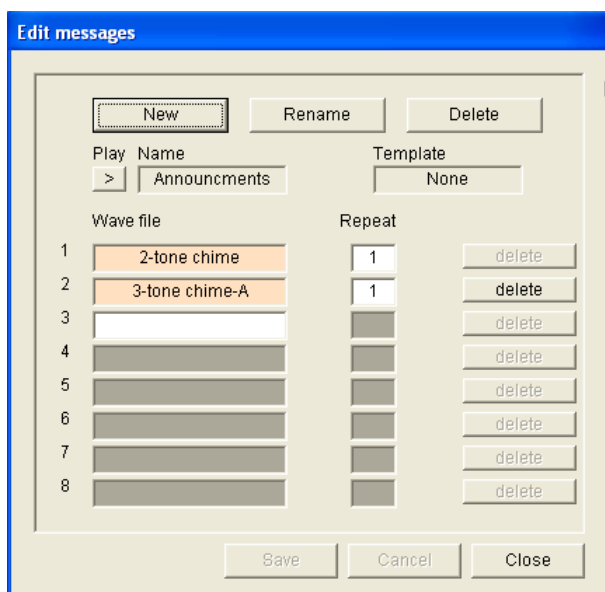 Edit messages
New Rename Delete
Play Name Template
> Announcments None
Wave file Repeat
1 2-tone chime 1 delete
2 3-tone chime-A 1 delete
3 delete
4 delete
5 delete
6 delete
7 delete
8 delete
Save Cancel Close